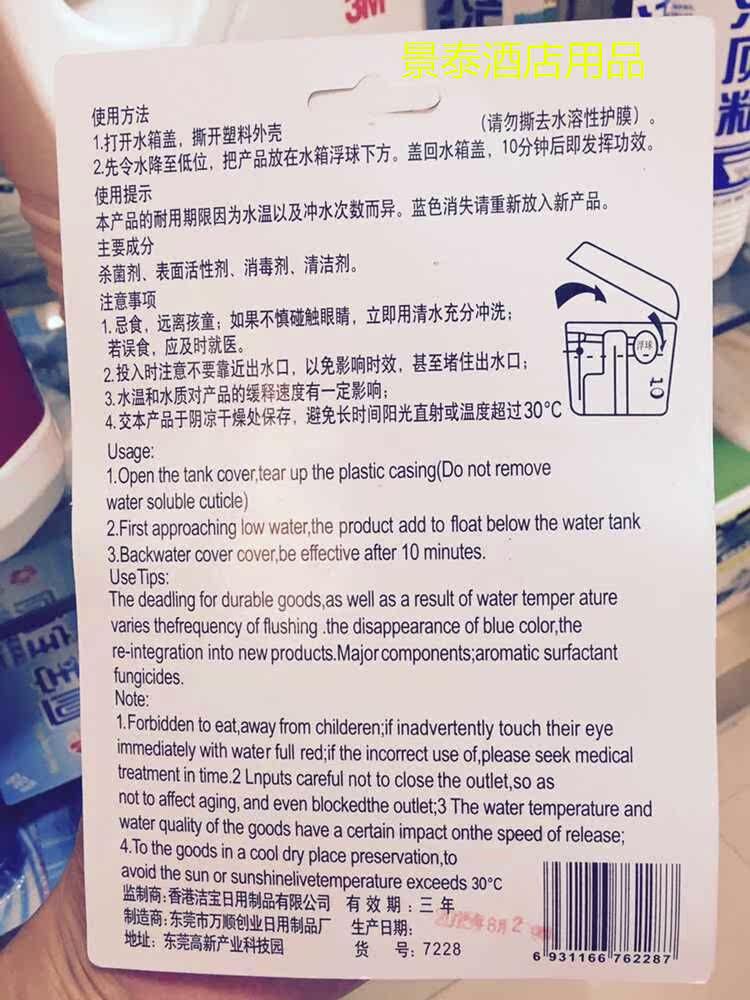 3M
景泰酒店用品
使用方法
1.打开水箱盖，撕开塑料外壳 （请勿撕去水溶性护膜）。
2.先令水降至低位，把产品放在水箱浮球下方。盖回水箱盖，10分钟后即发挥功效。
使用提示
本产品的耐用期限因为水温以及冲水次数而异。蓝色消失请重新放入新产品。
主要成分
杀菌剂、表面活性剂、消毒剂、清洁剂。
注意事项
1.忌食，远离孩童；如果不慎碰触眼睛，立即用清水充分冲洗；
若误食，应及时就医。
2.投入时注意不要靠近出水口，以免影响时效，甚至堵住出水口；
3.水温和水质对产品的缓释速度有一定影响；
4.交本产品于阴凉干燥处保存，避免长时间阳光直射或温度超过30°C
浮球
10
Usage:
1.Open the tank cover,tear up the plastic casing(Do not remove
water soluble cuticle)
2.First approaching low water,the product add to float below the water tank
3.Backwater cover cover,be effective after 10 minutes.
Use Tips:
The deadling for durable goods,as well as a result of water temper ature
varies thefrequency of flushing .the disappearance of blue color,the
re-integration into new products.Major components;aromatic surfactant
fungicides.
Note:
1.Forbidden to eat,away from childeren;if inadvertently touch their eye
immediately with water full red;if the incorrect use of,please seek medical
treatment in time.2 Lnputs careful not to close the outlet,so as
not to affect aging, and even blockedthe outlet;3 The water temperature and
water quality of the goods have a certain impact onthe speed of release;
4.To the goods in a cool dry place preservation,to
avoid the sun or sunshinelivetemperature exceeds 30°C
监制商：香港洁宝日用制品有限公司 有效期：三年
制造商：东莞市万顺创业日用制品厂 生产日期：
地址：东莞高新产业科技园 货号：7228
6 931166 762287